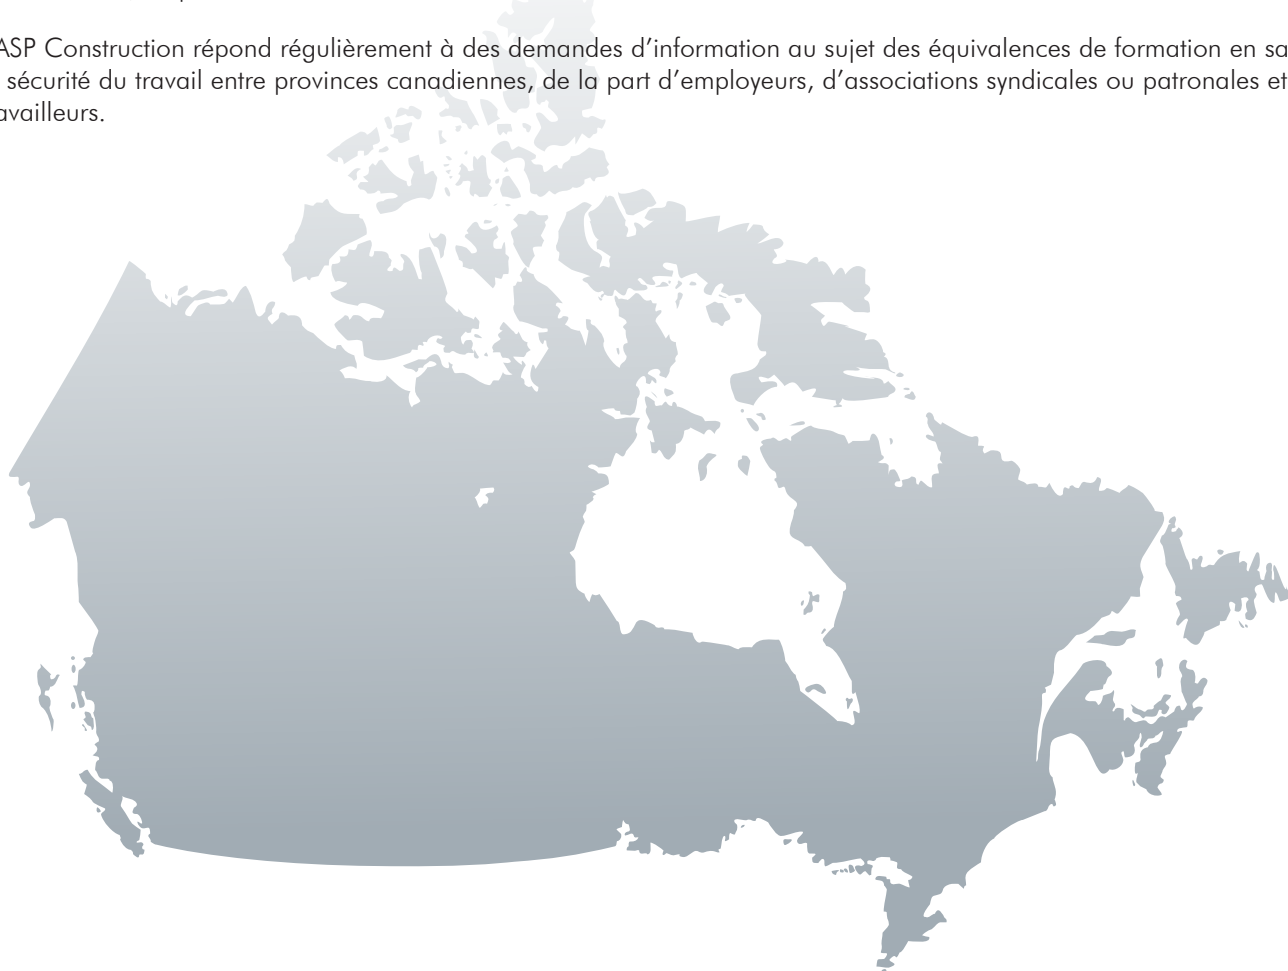 ASP Construction répond régulièrement à des demandes d’information au sujet des équivalences de formation en sa
sécurité du travail entre provinces canadiennes, de la part d’employeurs, d’associations syndicales ou patronales et
availleurs.